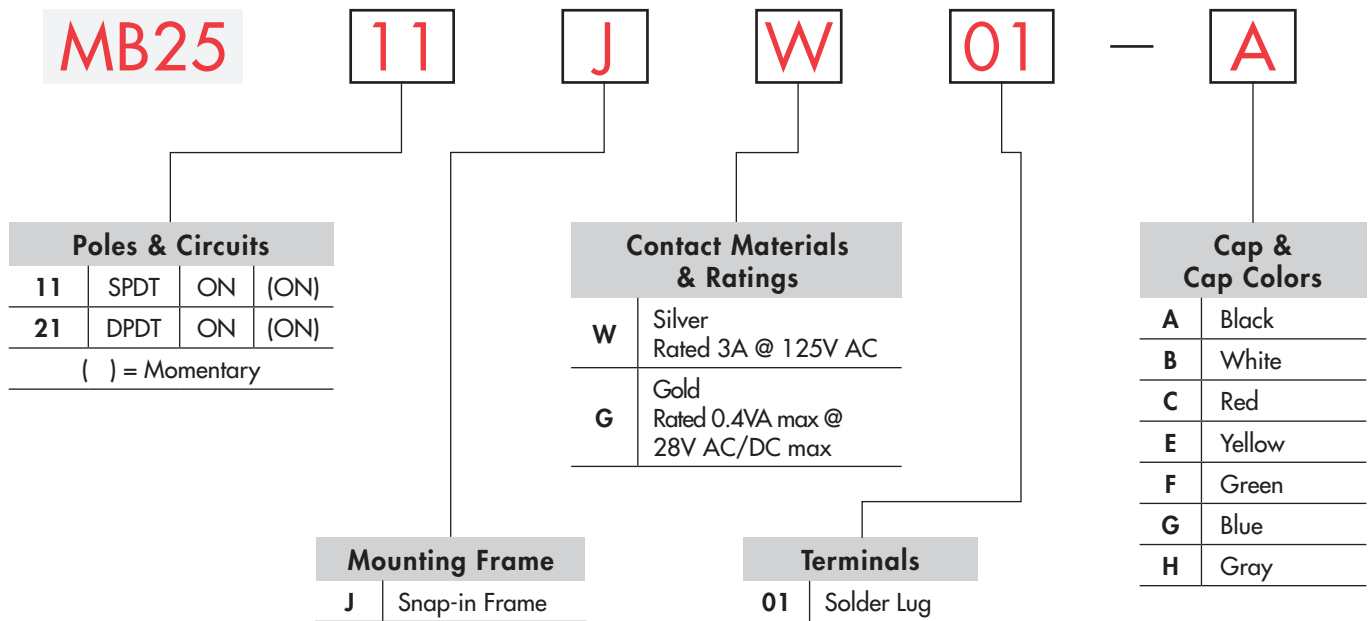 MB25 11 J W 01 — A
Poles & Circuits
11 SPDT ON (ON)
21 DPDT ON (ON)
( ) = Momentary
Contact Materials
& Ratings
W Silver
Rated 3A @ 125V AC
G Gold
Rated 0.4VA max @
28V AC/DC max
Cap &
Cap Colors
A Black
B White
C Red
E Yellow
F Green
G Blue
H Gray
Mounting Frame
J Snap-in Frame
Terminals
01 Solder Lug